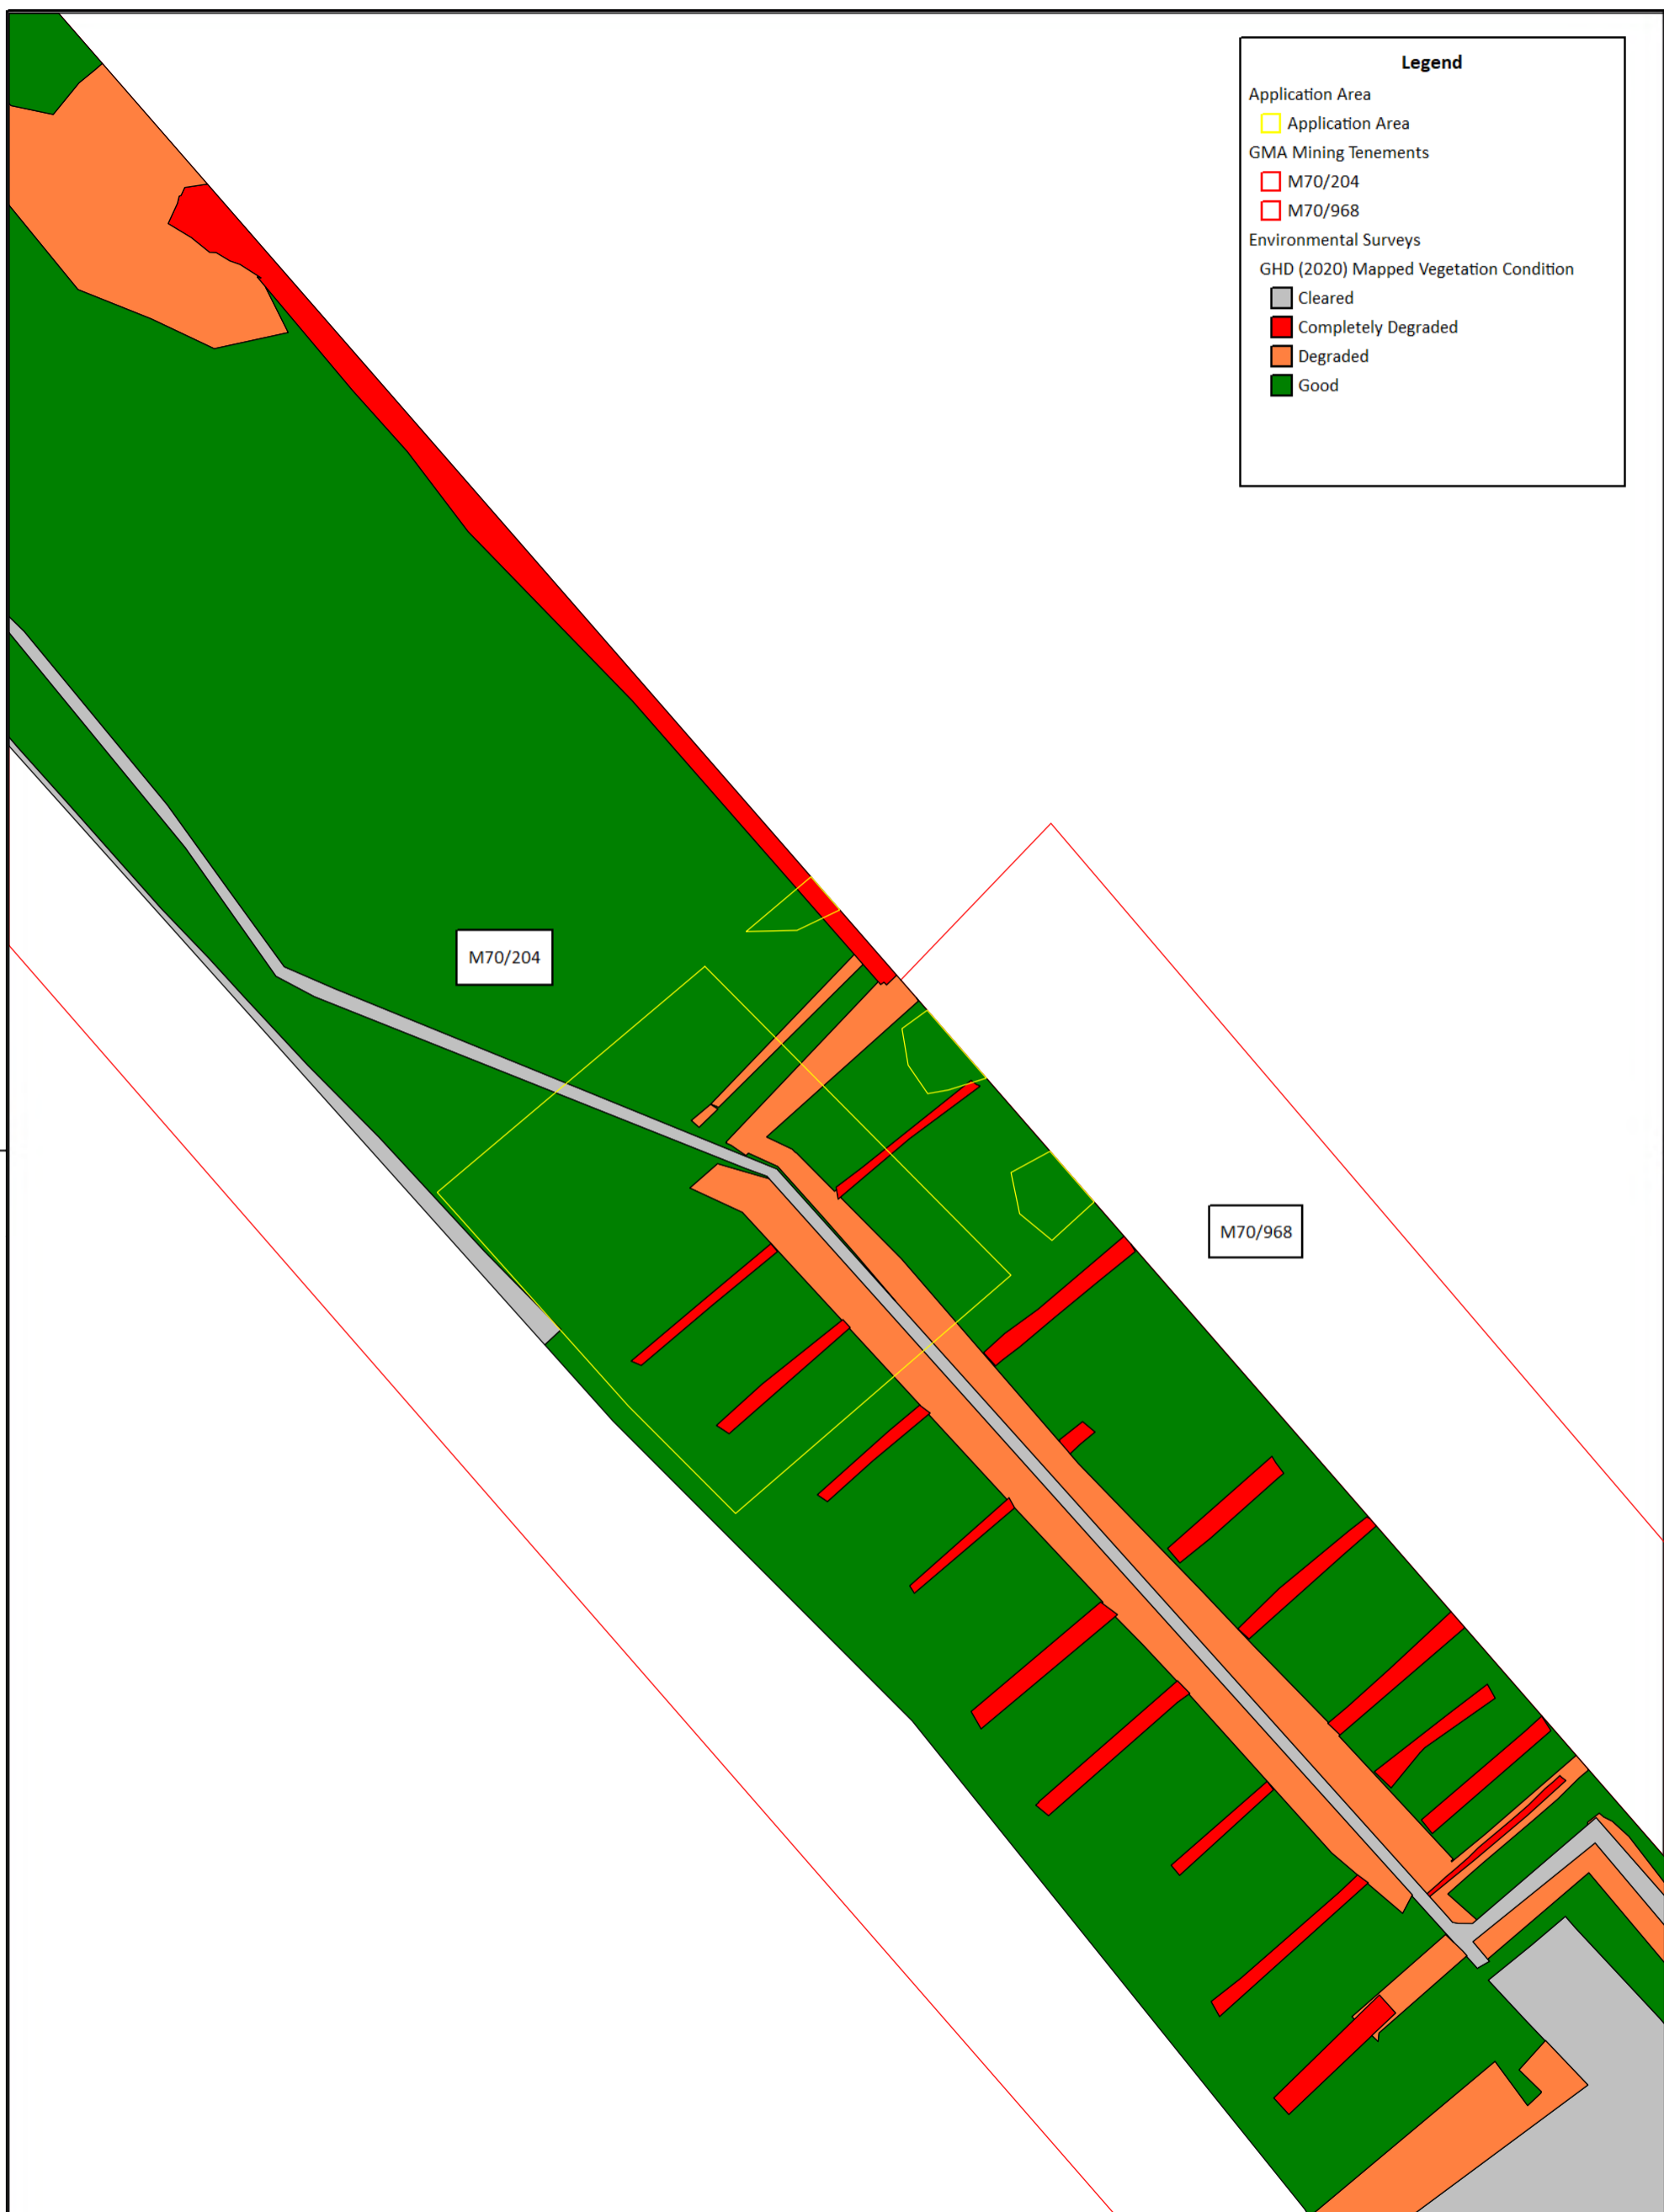 Legend
Application Area
Application Area
GMA Mining Tenements
M70/204
M70/968
Environmental Surveys
GHD (2020) Mapped Vegetation Condition
Cleared
Completely Degraded
Degraded
Good
M70/204
M70/968